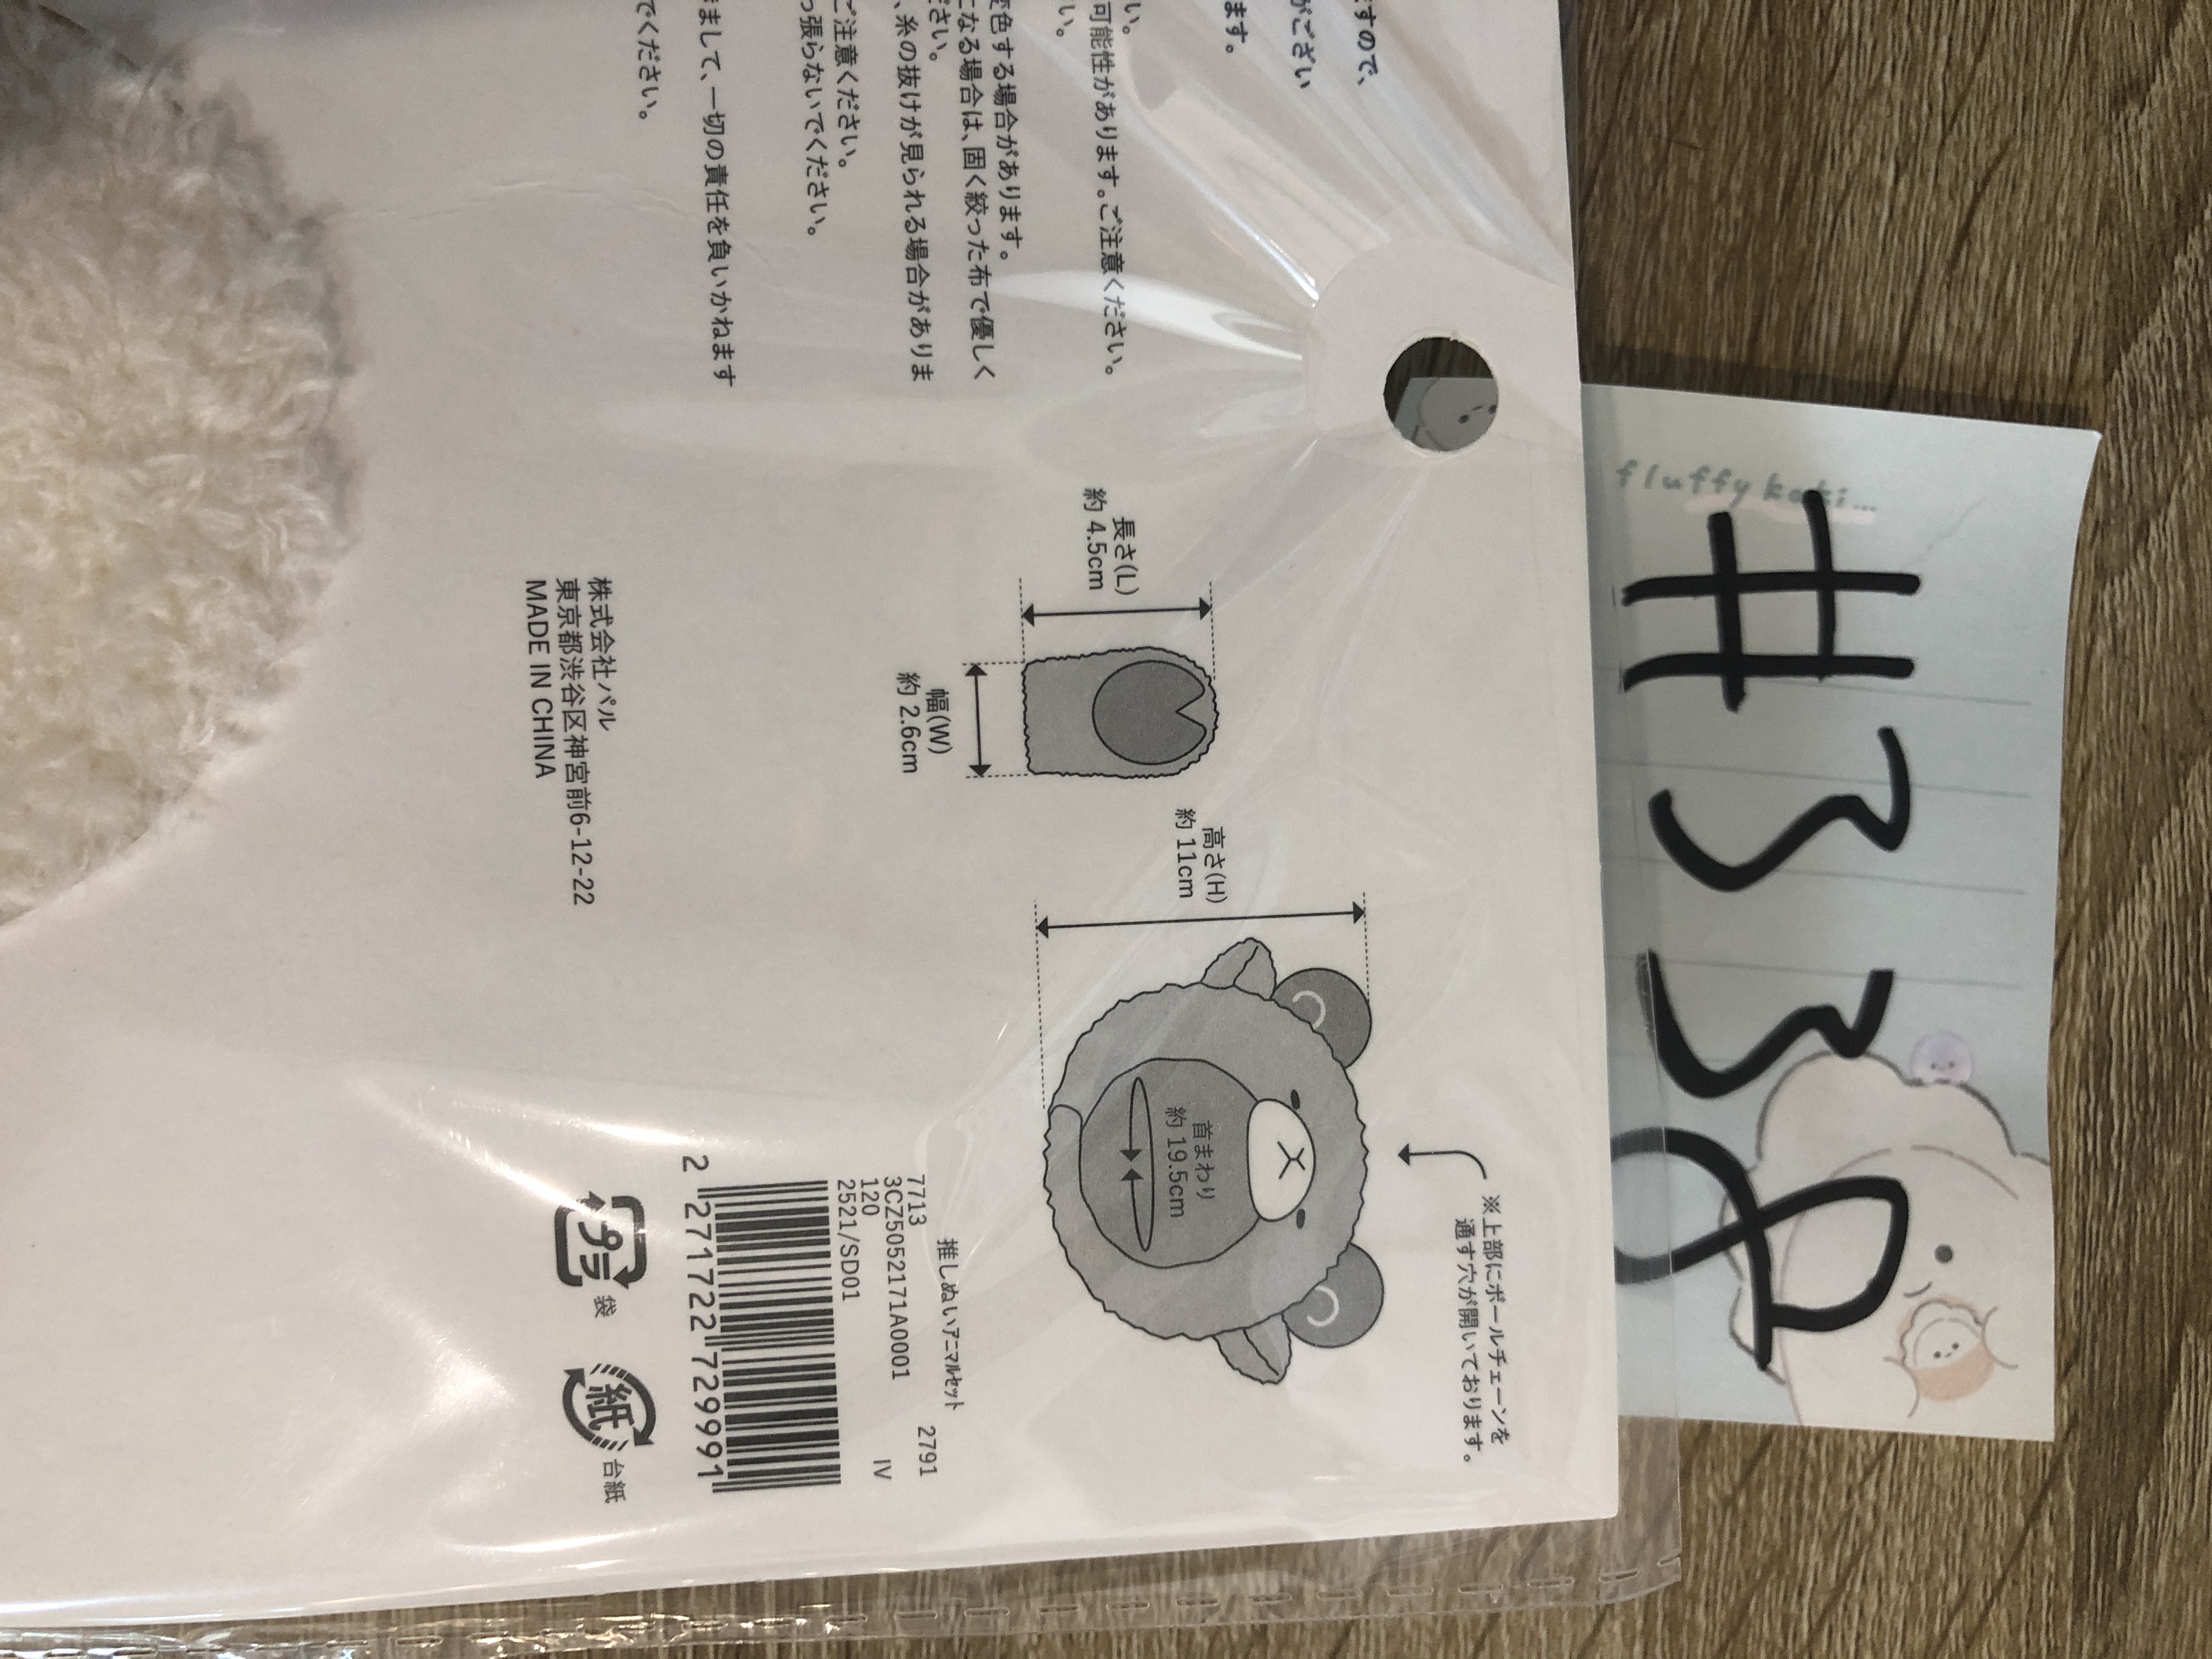 fluffy koki...
#338
すので、
がござい
ます。
い。
可能性があります。ご注意ください。
い。
変色する場合があります。
になる場合は、固く絞った布で優しく
ださい。
、糸の抜けが見られる場合がありま
ご注意ください。
っ張らないでください。
まして、一切の責任を負いかねます
でください。
※上部にボールチェーンを
通す穴が開いております。
長さ(L)
約 4.5cm
幅(W)
約 2.6cm
高さ(H)
約 11cm
首まわり
約 19.5cm
株式会社パル
東京都渋谷区神宮前6-12-22
MADE IN CHINA
推しぬいアニマルセット
7713 2791
3CZ5052171A0001
120 IV
2521/SD01
2 271722 729991
プラ 袋
紙 台紙